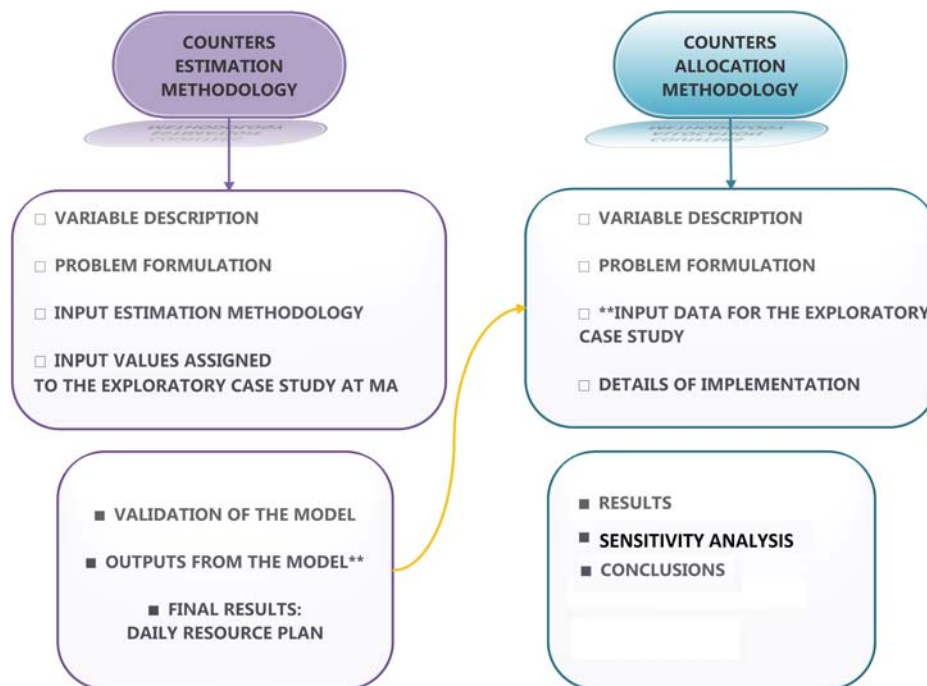 COUNTERS
ESTIMATION
METHODOLOGY
□ VARIABLE DESCRIPTION
□ PROBLEM FORMULATION
□ INPUT ESTIMATION METHODOLOGY
□ INPUT VALUES ASSIGNED
TO THE EXPLORATORY CASE STUDY AT MA
■ VALIDATION OF THE MODEL
■ OUTPUTS FROM THE MODEL**
■ FINAL RESULTS:
DAILY RESOURCE PLAN
COUNTERS
ALLOCATION
METHODOLOGY
□ VARIABLE DESCRIPTION
□ PROBLEM FORMULATION
□ **INPUT DATA FOR THE EXPLORATORY
CASE STUDY
□ DETAILS OF IMPLEMENTATION
■ RESULTS
■ SENSITIVITY ANALYSIS
■ CONCLUSIONS